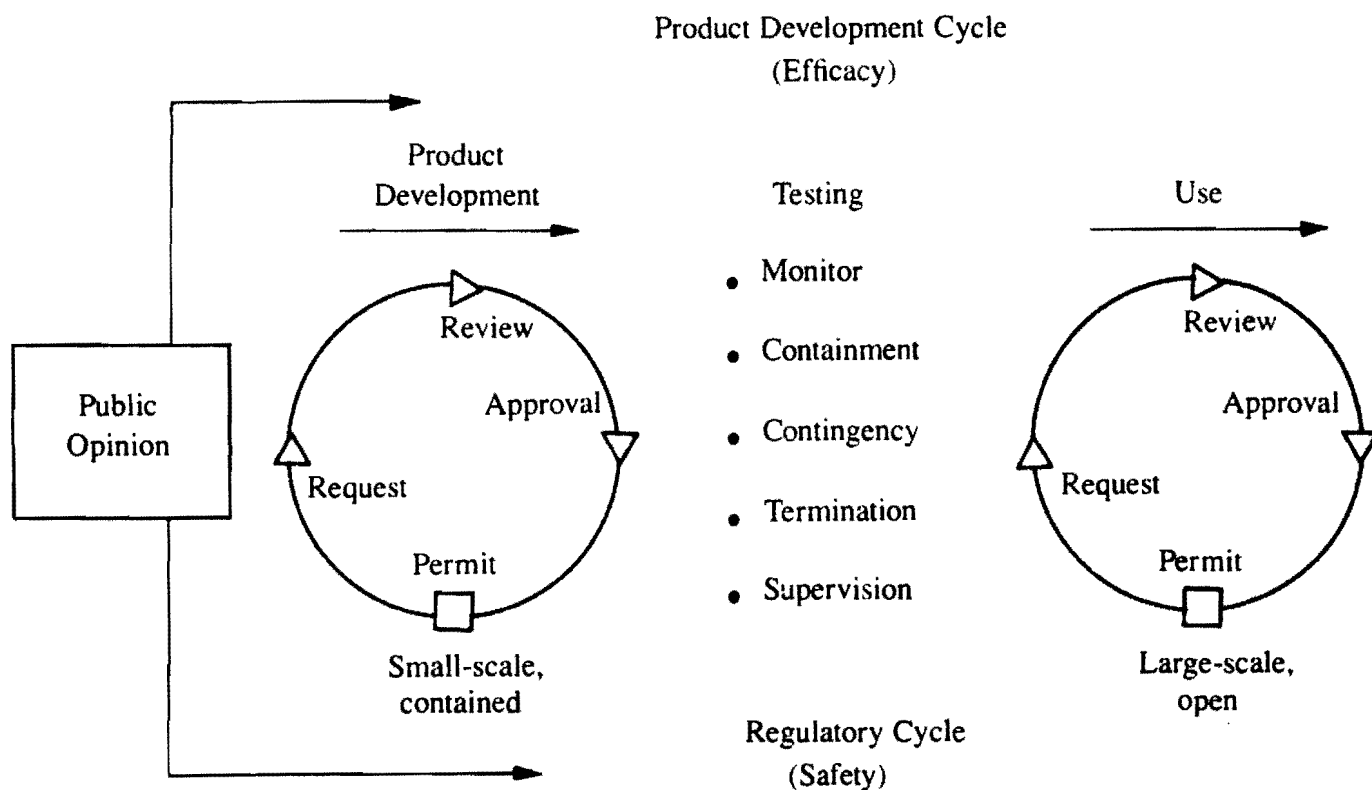 Product Development Cycle
(Efficacy)
Product
Development
Testing
Use
• Monitor
• Containment
• Contingency
• Termination
• Supervision
Public
Opinion
Review
Approval
Request
Permit
Small-scale,
contained
Review
Approval
Request
Permit
Large-scale,
open
Regulatory Cycle
(Safety)